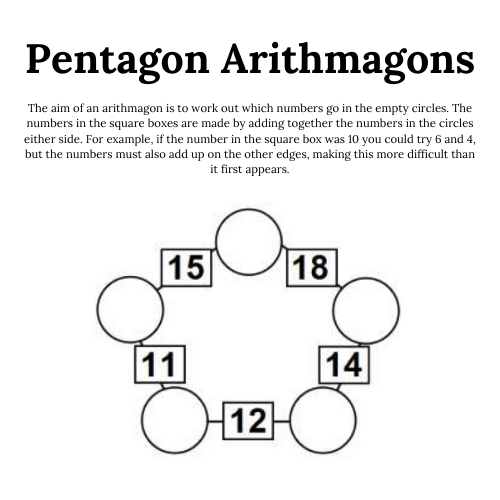 Pentagon Arithmagons
The aim of an arithmagon is to work out which numbers go in the empty circles. The
numbers in the square boxes are made by adding together the numbers in the circles
either side. For example, if the number in the square box was 10 you could try 6 and 4,
but the numbers must also add up on the other edges, making this more difficult than
it first appears.
15 18
11 14
12